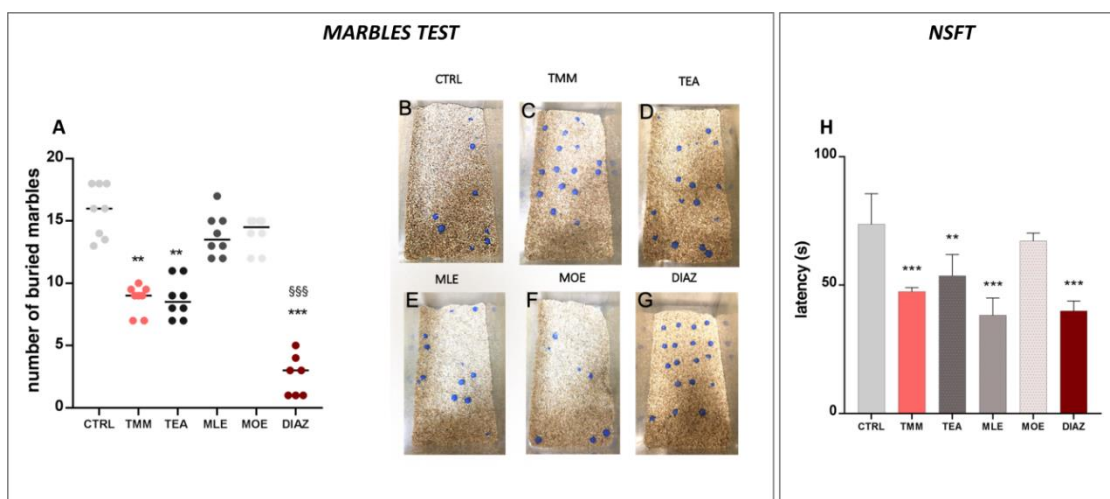 MARBLES TEST
A
number of buried marbles
20
15
10
5
0
**
**
§§§
***
CTRL TMM TEA MLE MOE DIAZ
CTRL TMM TEA
B C D
MLE MOE DIAZ
E F G
NSFT
H
latency (s)
100
50
0
***
**
***
***
CTRL TMM TEA MLE MOE DIAZ